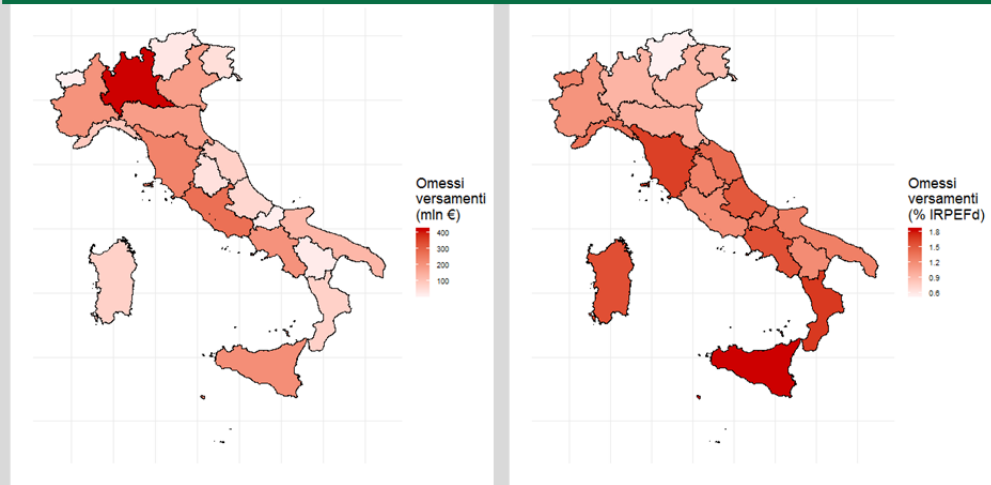 Omessi
versamenti
(mln €)
400
300
200
100
Omessi
versamenti
(% IRPEFd)
1.8
1.5
1.2
0.9
0.6